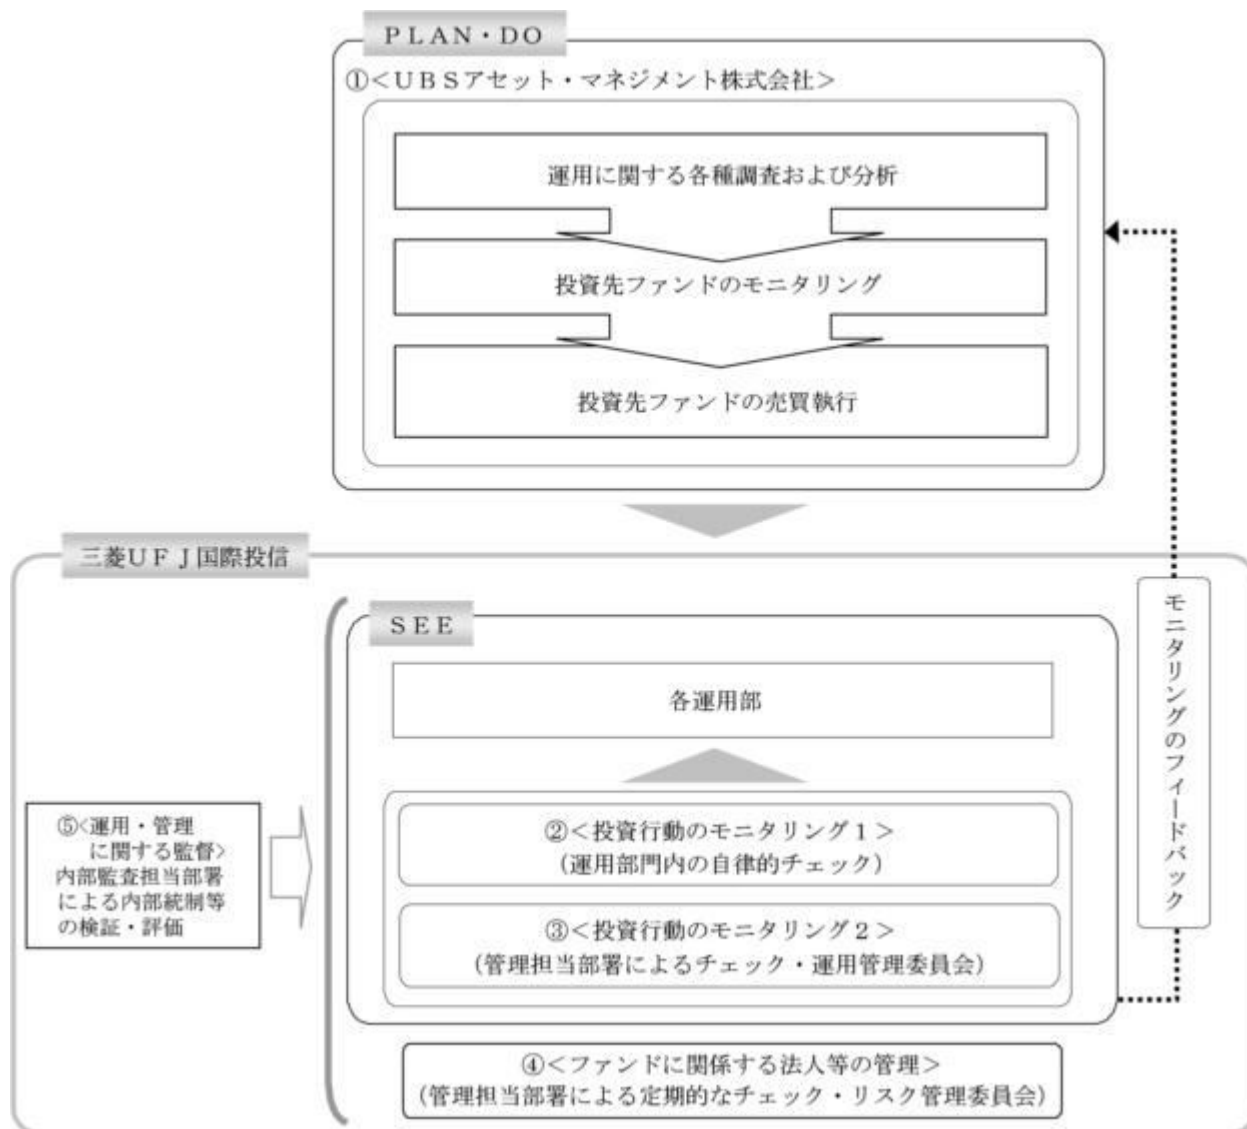 ＰＬＡＮ・ＤＯ
①＜ＵＢＳアセット・マネジメント株式会社＞
運用に関する各種調査および分析
投資先ファンドのモニタリング
投資先ファンドの売買執行
三菱ＵＦＪ国際投信
ＳＥＥ
各運用部
②＜投資行動のモニタリング１＞
（運用部門内の自律的チェック）
③＜投資行動のモニタリング２＞
（管理担当部署によるチェック・運用管理委員会）
④＜ファンドに関係する法人等の管理＞
（管理担当部署による定期的なチェック・リスク管理委員会）
⑤<運用・管理
に関する監督>
内部監査担当部署
による内部統制等
の検証・評価
モニタリングのフィードバック